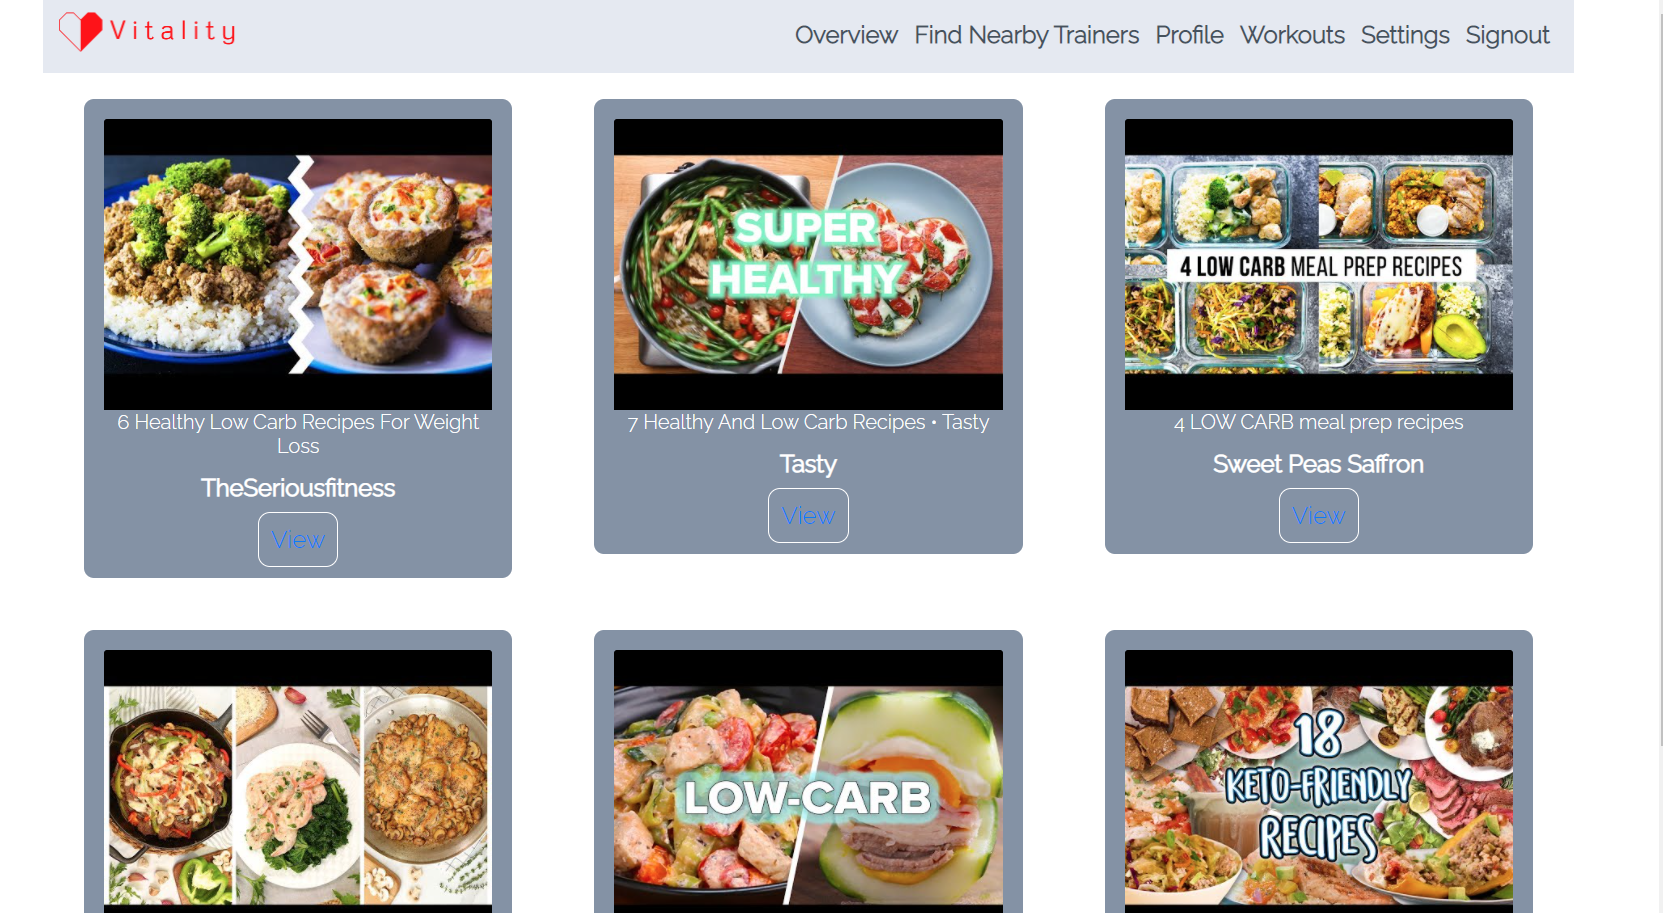 Vitality
Overview Find Nearby Trainers Profile Workouts Settings Signout
SUPER
HEALTHY
4 LOW CARB MEAL PREP RECIPES
6 Healthy Low Carb Recipes For Weight
Loss
TheSeriousfitness
View
7 Healthy And Low Carb Recipes • Tasty
Tasty
View
4 LOW CARB meal prep recipes
Sweet Peas Saffron
View
LOW-CARB
18
KETO-FRIENDLY
RECIPES